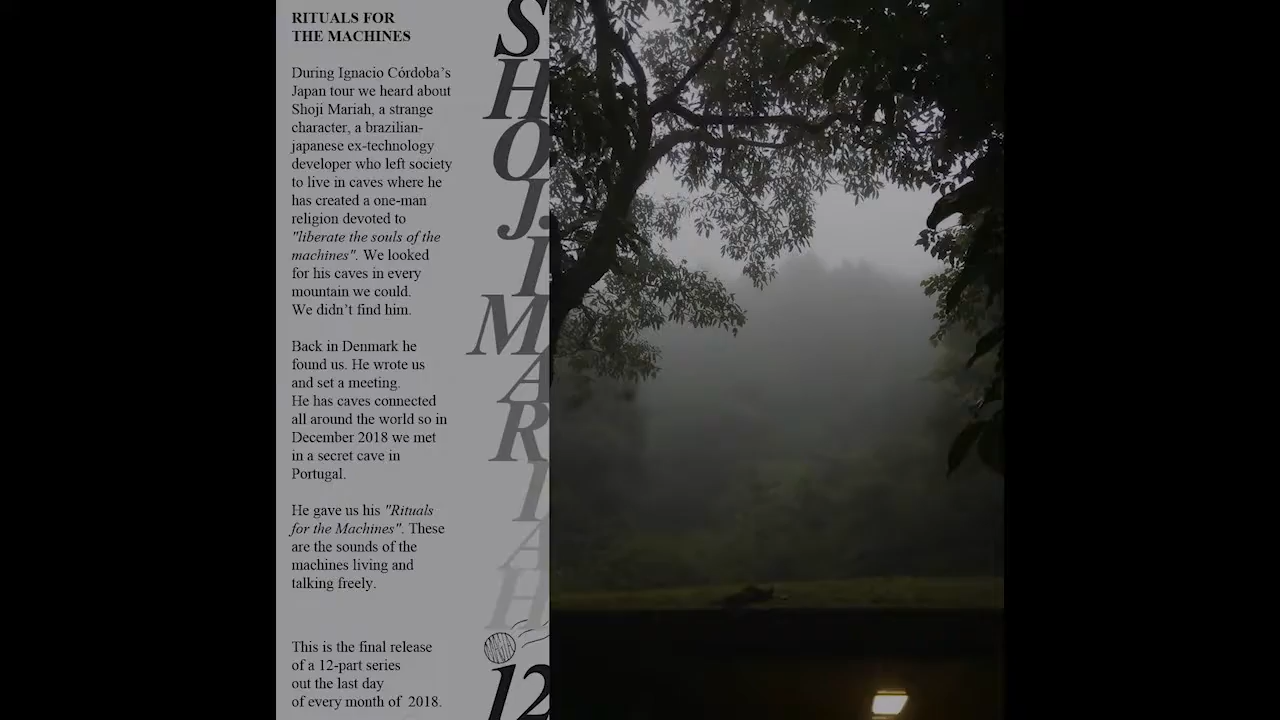 RITUALS FOR
THE MACHINES
During Ignacio Córdoba’s
Japan tour we heard about
Shoji Mariah, a strange
character, a brazilian-
japanese ex-technology
developer who left society
to live in caves where he
has created a one-man
religion devoted to
"liberate the souls of the
machines". We looked
for his caves in every
mountain we could.
We didn’t find him.
Back in Denmark he
found us. He wrote us
and set a meeting.
He has caves connected
all around the world so in
December 2018 we met
in a secret cave in
Portugal.
He gave us his "Rituals
for the Machines". These
are the sounds of the
machines living and
talking freely.
This is the final release
of a 12-part series
out the last day
of every month of 2018.
SHOJI MARIAH
12